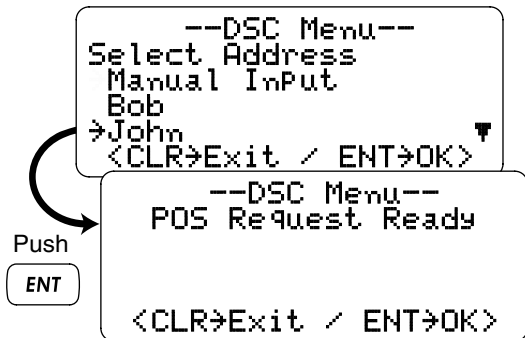 --DSC Menu--
Select Address
Manual InPut
Bob
→John ▼
<CLR→Exit / ENT→OK>
--DSC Menu--
POS Request Ready
Push
ENT
<CLR→Exit / ENT→OK>